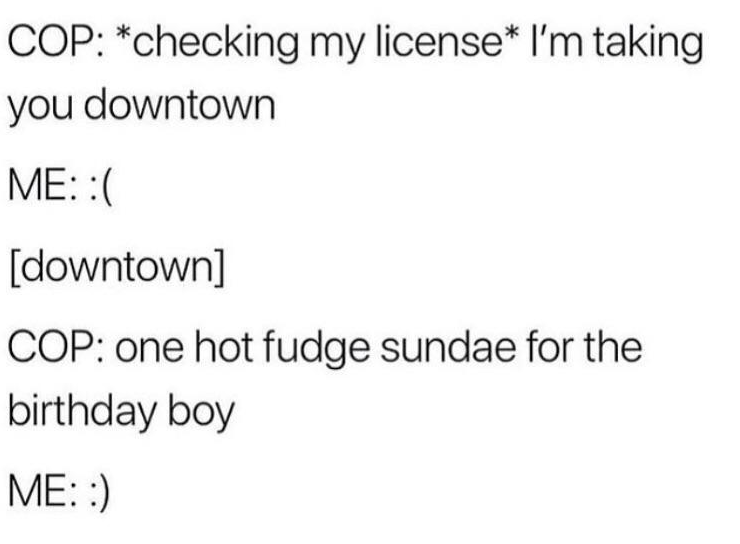 COP: *checking my license* I'm taking
you downtown
ME: :(
[downtown]
COP: one hot fudge sundae for the
birthday boy
ME: :)